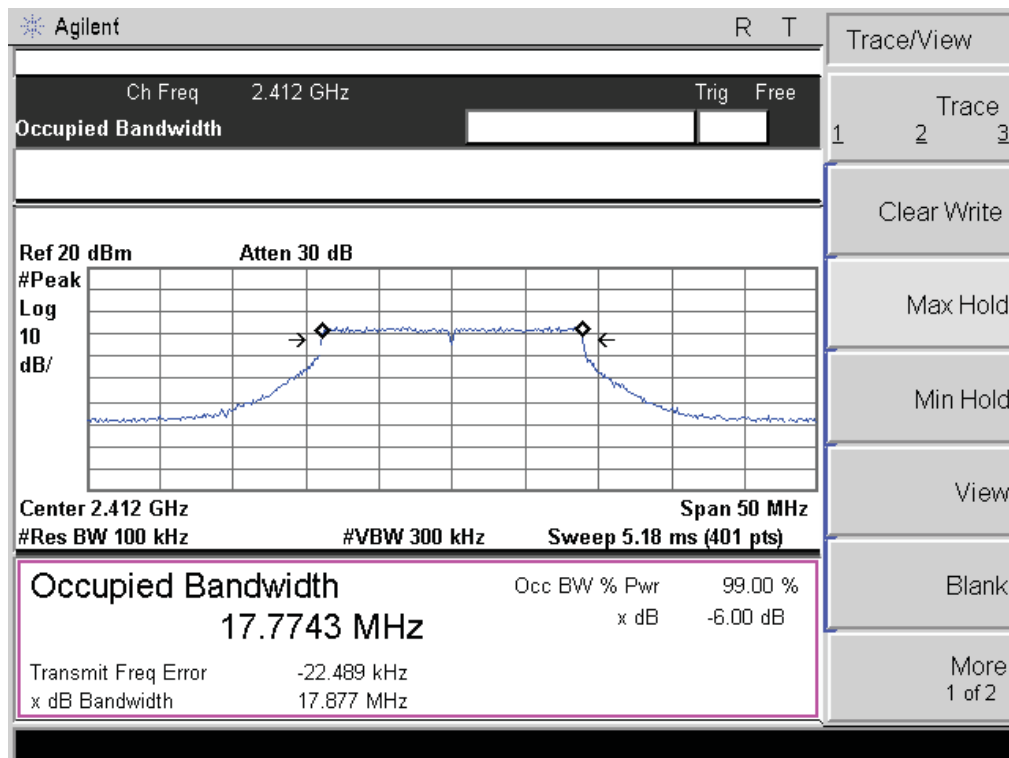 Agilent R T
Ch Freq 2.412 GHz Trig Free
Occupied Bandwidth
Ref 20 dBm Atten 30 dB
#Peak
Log
10
dB/
Center 2.412 GHz Span 50 MHz
#Res BW 100 kHz #VBW 300 kHz Sweep 5.18 ms (401 pts)
Occupied Bandwidth
17.7743 MHz
Occ BW % Pwr 99.00 %
x dB -6.00 dB
Transmit Freq Error -22.489 kHz
x dB Bandwidth 17.877 MHz
Trace/View
Trace
1 2 3
Clear Write
Max Hold
Min Hold
View
Blank
More
1 of 2